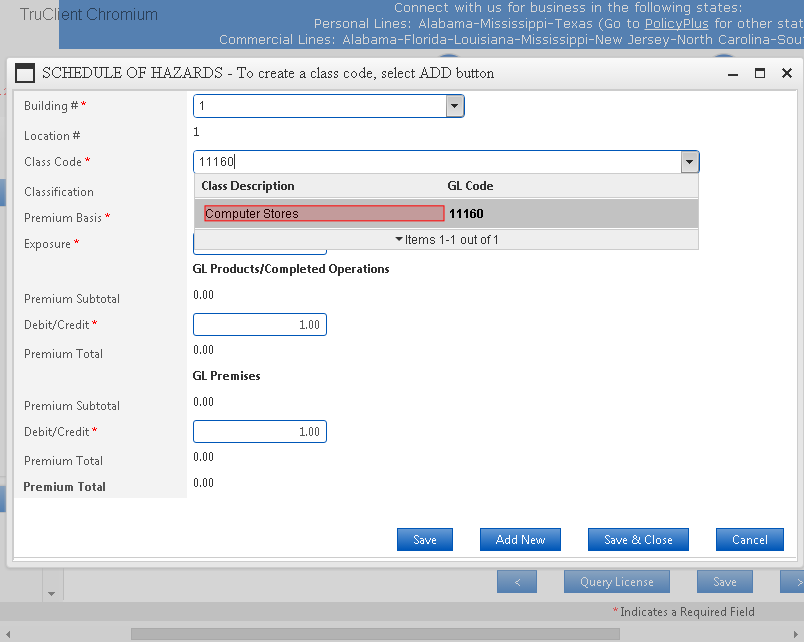 TruClient Chromium
Connect with us for business in the following states:
Personal Lines: Alabama-Mississippi-Texas (Go to PolicyPlus for other stat
Commercial Lines: Alabama-Florida-Louisiana-Mississippi-New Jersey-North Carolina-Sou
SCHEDULE OF HAZARDS - To create a class code, select ADD button
Building # * 1
Location # 1
Class Code * 11160
Classification
Class Description GL Code
Computer Stores 11160
Items 1-1 out of 1
Premium Basis *
Exposure *
GL Products/Completed Operations
Premium Subtotal 0.00
Debit/Credit * 1.00
Premium Total 0.00
GL Premises
Premium Subtotal 0.00
Debit/Credit * 1.00
Premium Total 0.00
Premium Total 0.00
Save Add New Save & Close Cancel
< Query License Save >
* Indicates a Required Field